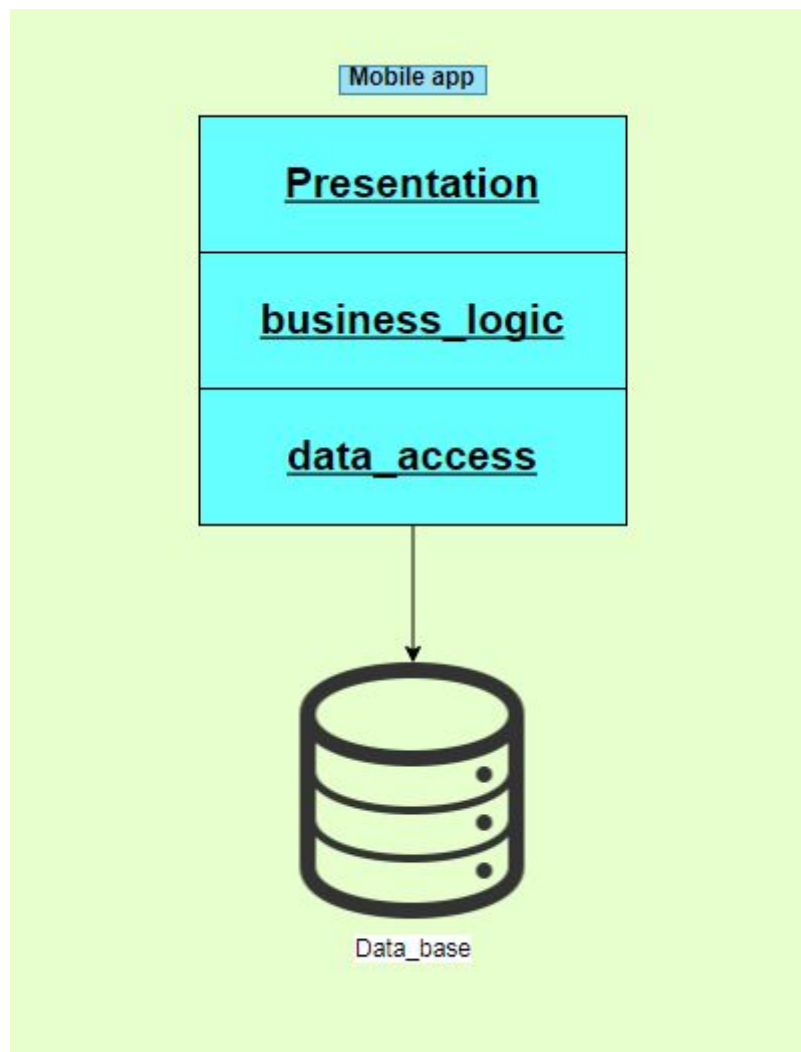 Mobile app
Presentation
business_logic
data_access
Data_base